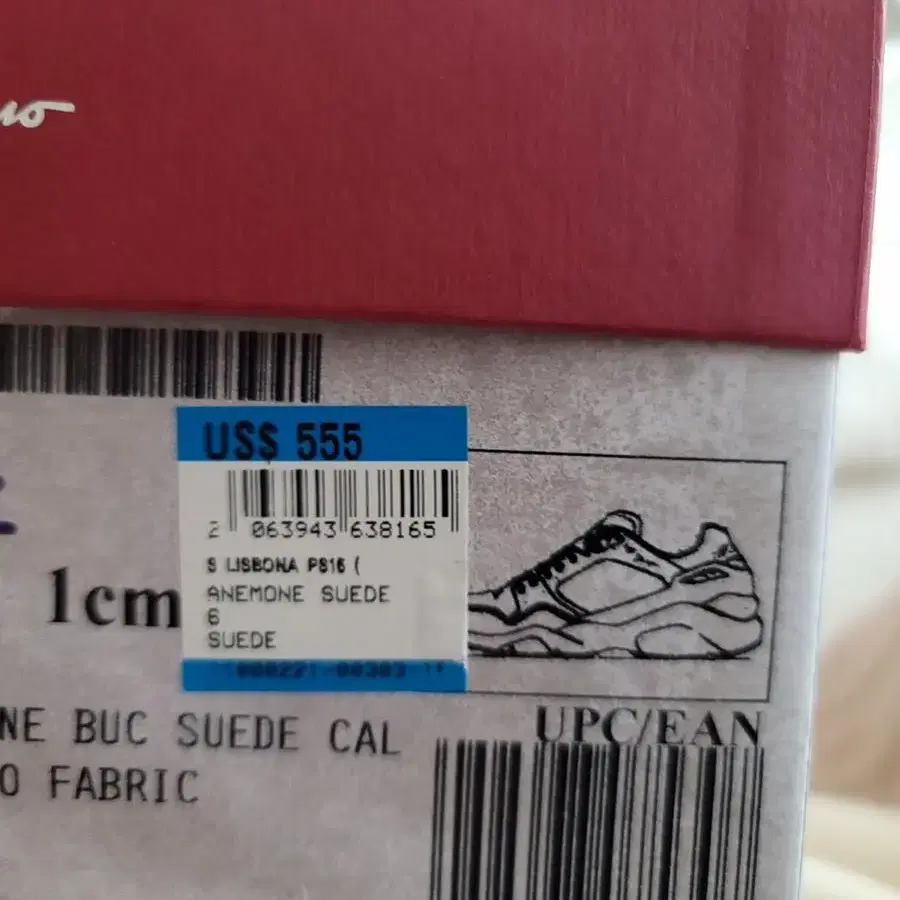 US$ 555
2 063943 638165
S LISBONA PS16 (
ANEMONE SUEDE
6
SUEDE
1cm
NE BUC SUEDE CAL
O FABRIC
UPC/EAN